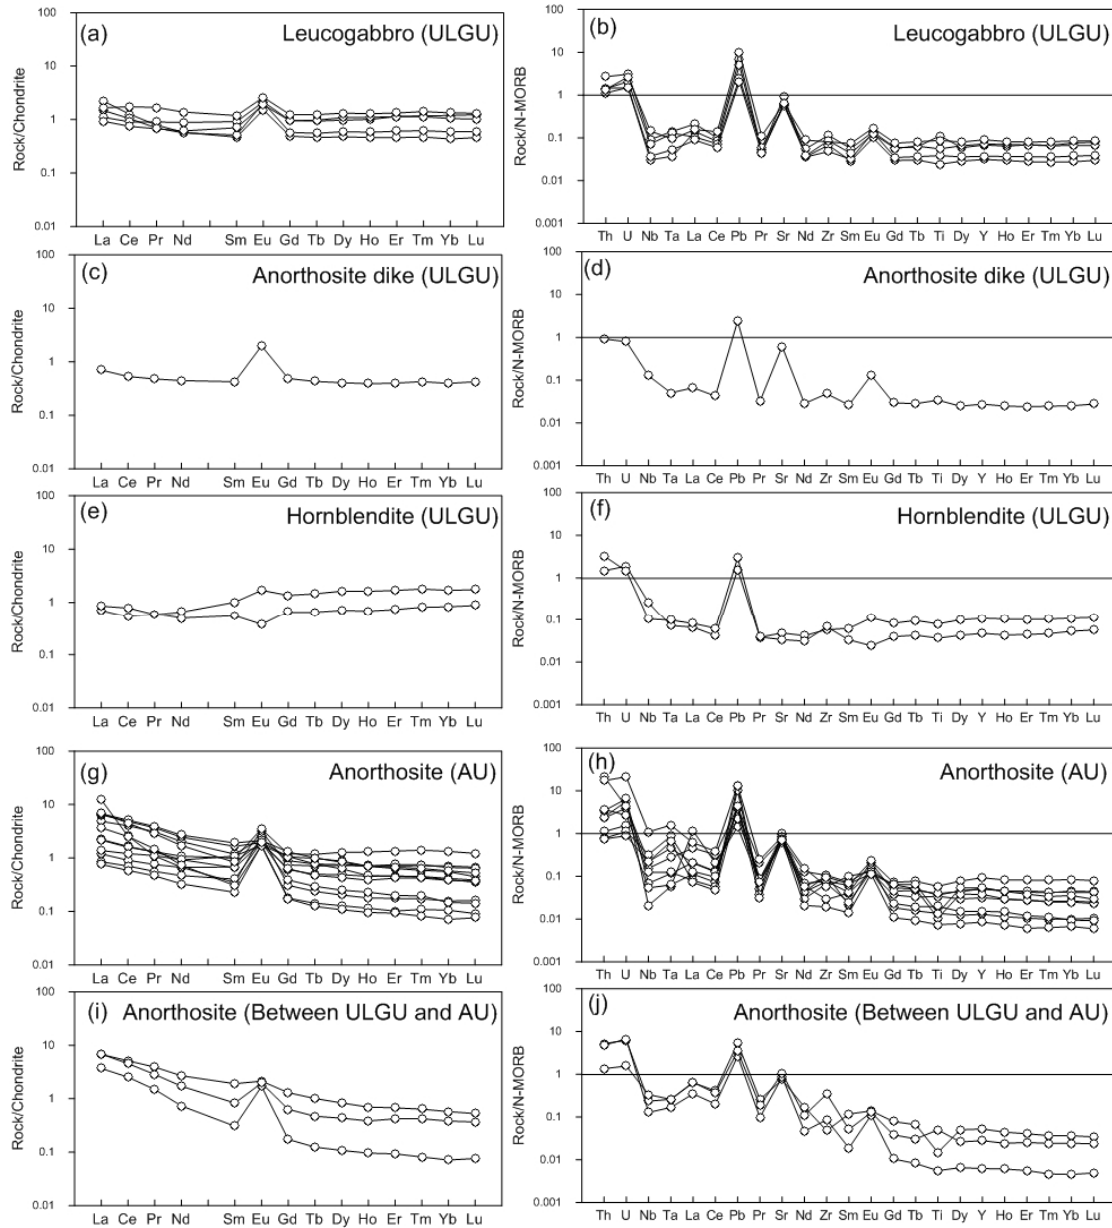 (a) Leucogabbro (ULGU)
Rock/Chondrite
100
10
1
0.1
0.01
La Ce Pr Nd Sm Eu Gd Tb Dy Ho Er Tm Yb Lu
(b) Leucogabbro (ULGU)
Rock/N-MORB
100
10
1
0.1
0.01
0.001
Th U Nb Ta La Ce Pb Pr Sr Nd Zr Sm Eu Gd Tb Ti Dy Y Ho Er Tm Yb Lu
(c) Anorthosite dike (ULGU)
Rock/Chondrite
100
10
1
0.1
0.01
La Ce Pr Nd Sm Eu Gd Tb Dy Ho Er Tm Yb Lu
(d) Anorthosite dike (ULGU)
Rock/N-MORB
100
10
1
0.1
0.01
0.001
Th U Nb Ta La Ce Pb Pr Sr Nd Zr Sm Eu Gd Tb Ti Dy Y Ho Er Tm Yb Lu
(e) Hornblendite (ULGU)
Rock/Chondrite
100
10
1
0.1
0.01
La Ce Pr Nd Sm Eu Gd Tb Dy Ho Er Tm Yb Lu
(f) Hornblendite (ULGU)
Rock/N-MORB
100
10
1
0.1
0.01
0.001
Th U Nb Ta La Ce Pb Pr Sr Nd Zr Sm Eu Gd Tb Ti Dy Y Ho Er Tm Yb Lu
(g) Anorthosite (AU)
Rock/Chondrite
100
10
1
0.1
0.01
La Ce Pr Nd Sm Eu Gd Tb Dy Ho Er Tm Yb Lu
(h) Anorthosite (AU)
Rock/N-MORB
100
10
1
0.1
0.01
0.001
Th U Nb Ta La Ce Pb Pr Sr Nd Zr Sm Eu Gd Tb Ti Dy Y Ho Er Tm Yb Lu
(i) Anorthosite (Between ULGU and AU)
Rock/Chondrite
100
10
1
0.1
0.01
La Ce Pr Nd Sm Eu Gd Tb Dy Ho Er Tm Yb Lu
(j) Anorthosite (Between ULGU and AU)
Rock/N-MORB
100
10
1
0.1
0.01
0.001
Th U Nb Ta La Ce Pb Pr Sr Nd Zr Sm Eu Gd Tb Ti Dy Y Ho Er Tm Yb Lu